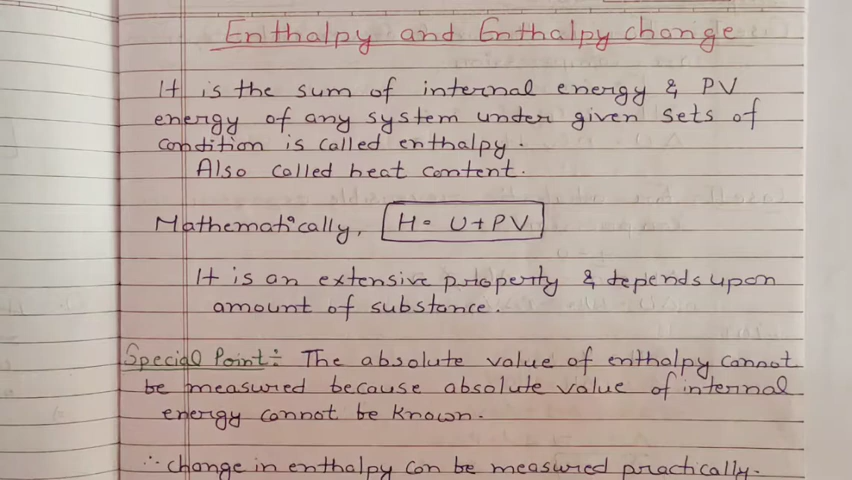 Enthalpy and Enthalpy change
It is the sum of internal energy & PV
energy of any system under given sets of
condition is called enthalpy.
Also called heat content.
Mathematically, H = U + PV
It is an extensive property & depends upon
amount of substance.
Special Point:- The absolute value of enthalpy cannot
be measured because absolute value of internal
energy cannot be known.
∴ change in enthalpy can be measured practically.